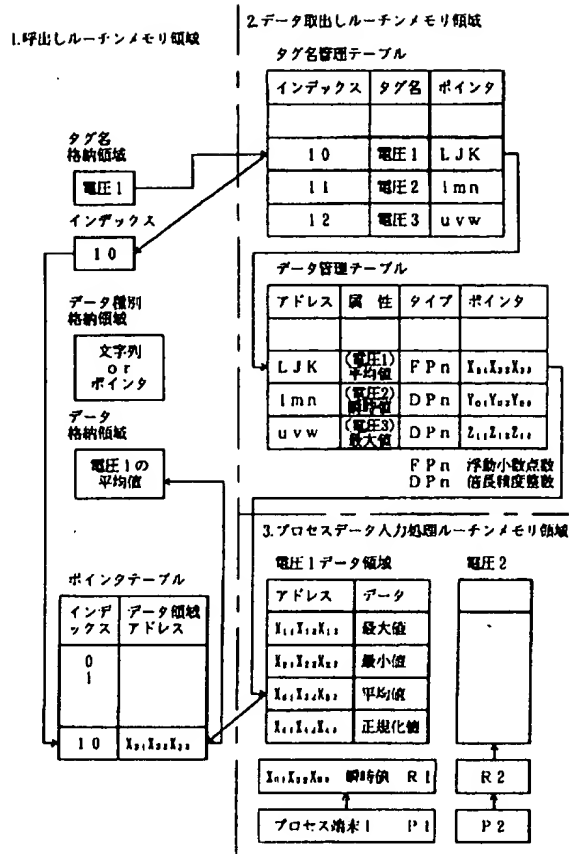 1.呼出しルーチンメモリ領域
タグ名
格納領域
電圧1
インデックス
10
データ種別
格納領域
文字列
or
ポインタ
データ
格納領域
電圧1の
平均値
ポインタテーブル
インデックス データ領域アドレス
0
1
10
2.データ取出しルーチンメモリ領域
タグ名管理テーブル
インデックス タグ名 ポインタ
10 電圧1 LJK
11 電圧2 lmn
12 電圧3 uvw
データ管理テーブル
アドレス 属性 タイプ ポインタ
LJK (電圧1)平均値 FPn
lmn (電圧2)瞬時値 DPn
uvw (電圧3)最大値 DPn
FPn 浮動小数点数
DPn 倍長精度整数
3.プロセスデータ入力処理ルーチンメモリ領域
電圧1データ領域
アドレス データ
最大値
最小値
平均値
正規化値
瞬時値 R1
プロセス端末1 P1
電圧2
R2
P2